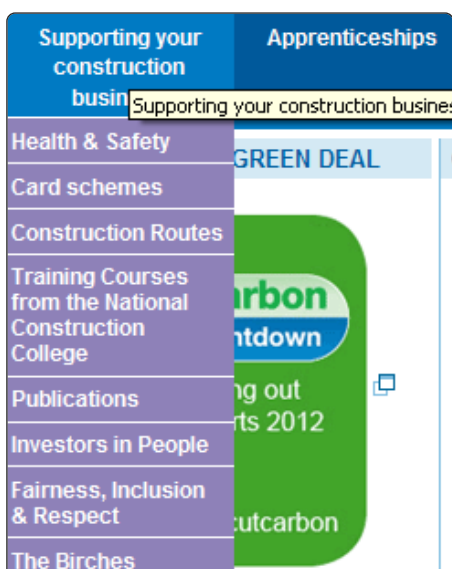 Supporting your
construction
busin
Apprenticeships
Supporting your construction busines
Health & Safety
GREEN DEAL
Card schemes
Construction Routes
Training Courses
from the National
Construction
College
rbon
ntdown
Publications
ng out
rts 2012
Investors in People
Fairness, Inclusion
& Respect
cutcarbon
The Birches